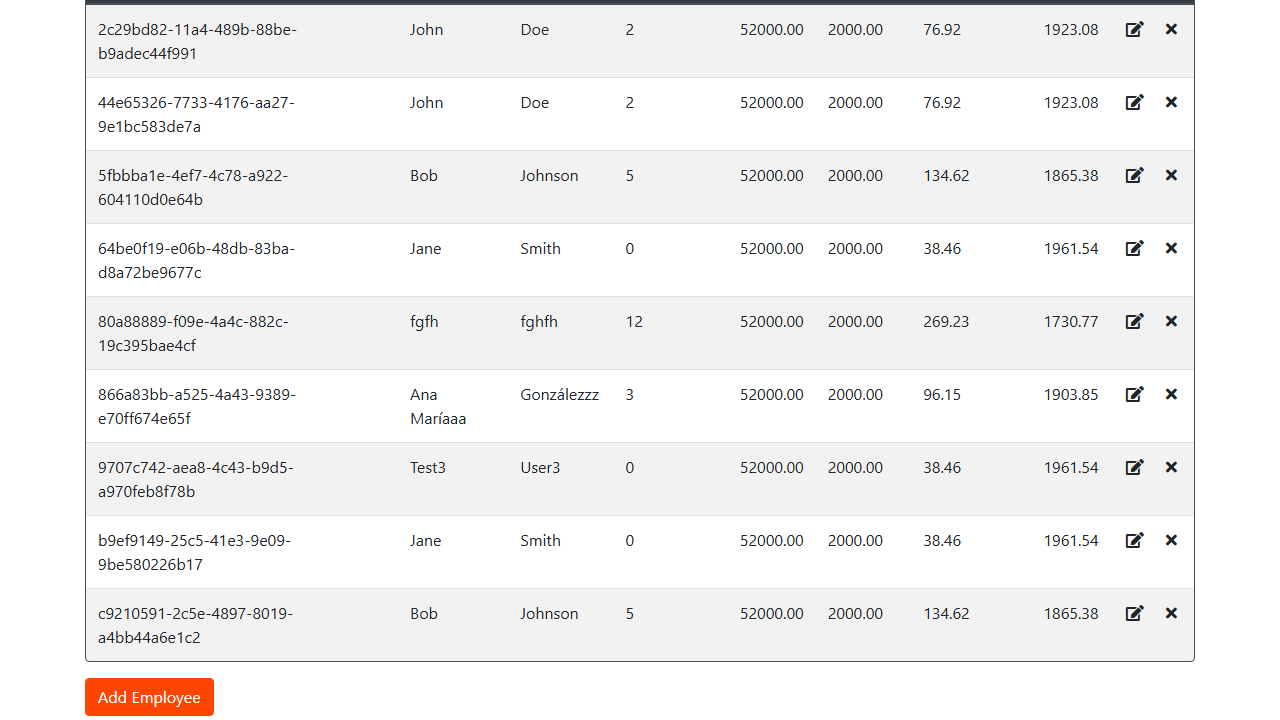 2c29bd82-11a4-489b-88be- John Doe 2 52000.00 2000.00 76.92 1923.08
b9adec44f991
44e65326-7733-4176-aa27- John Doe 2 52000.00 2000.00 76.92 1923.08
9e1bc583de7a
5fbbba1e-4ef7-4c78-a922- Bob Johnson 5 52000.00 2000.00 134.62 1865.38
604110d0e64b
64be0f19-e06b-48db-83ba- Jane Smith 0 52000.00 2000.00 38.46 1961.54
d8a72be9677c
80a88889-f09e-4a4c-882c- fgfh fghfh 12 52000.00 2000.00 269.23 1730.77
19c395bae4cf
866a83bb-a525-4a43-9389- Ana Gonzálezzz 3 52000.00 2000.00 96.15 1903.85
e70ff674e65f Maríaaa
9707c742-aea8-4c43-b9d5- Test3 User3 0 52000.00 2000.00 38.46 1961.54
a970feb8f78b
b9ef9149-25c5-41e3-9e09- Jane Smith 0 52000.00 2000.00 38.46 1961.54
9be580226b17
c9210591-2c5e-4897-8019- Bob Johnson 5 52000.00 2000.00 134.62 1865.38
a4bb44a6e1c2
Add Employee